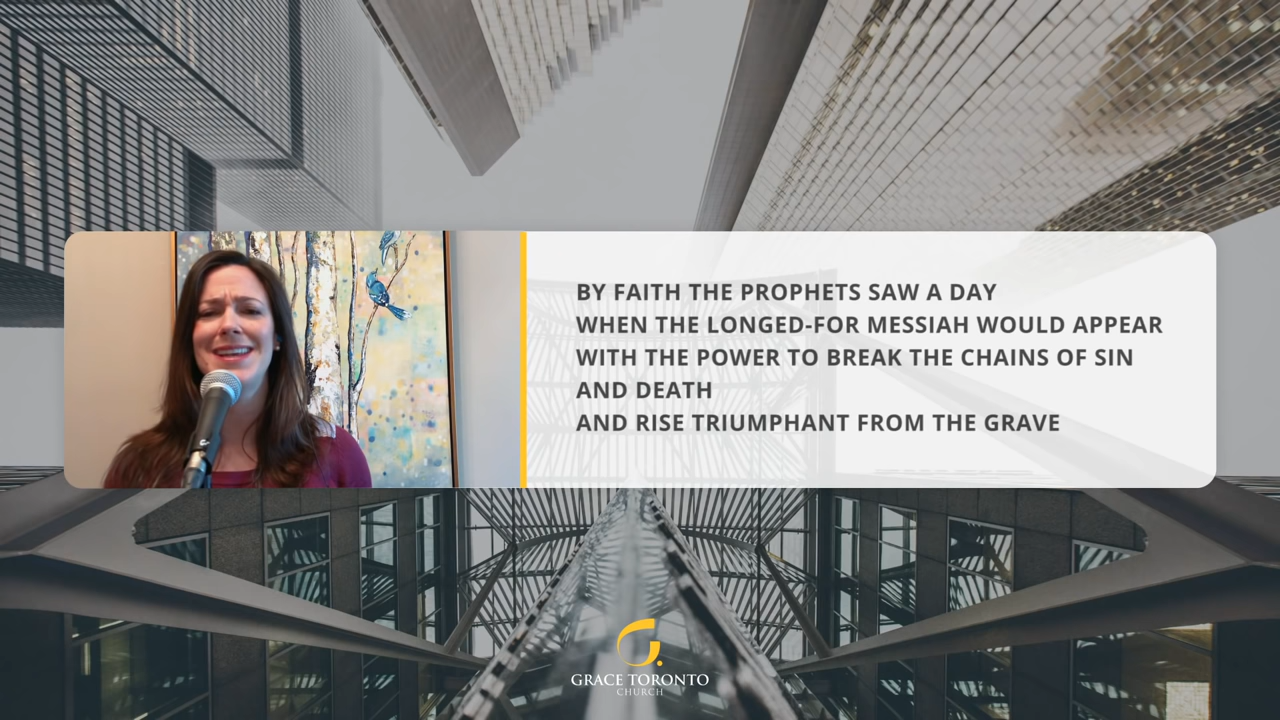 BY FAITH THE PROPHETS SAW A DAY
WHEN THE LONGED-FOR MESSIAH WOULD APPEAR
WITH THE POWER TO BREAK THE CHAINS OF SIN
AND DEATH
AND RISE TRIUMPHANT FROM THE GRAVE
GRACE TORONTO
CHURCH